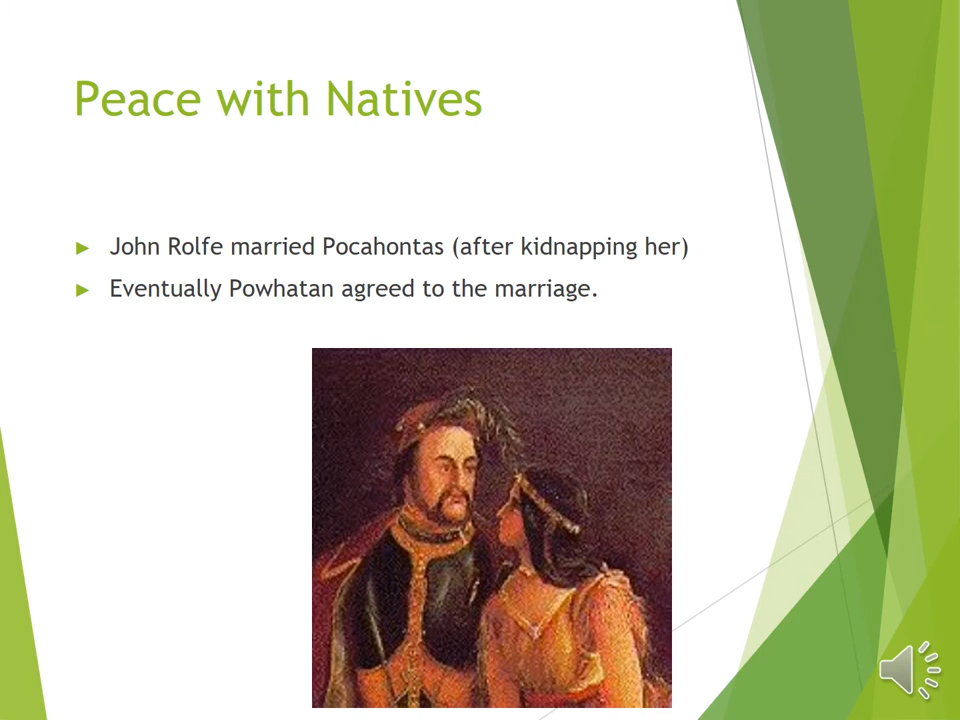 Peace with Natives
John Rolfe married Pocahontas (after kidnapping her)
Eventually Powhatan agreed to the marriage.